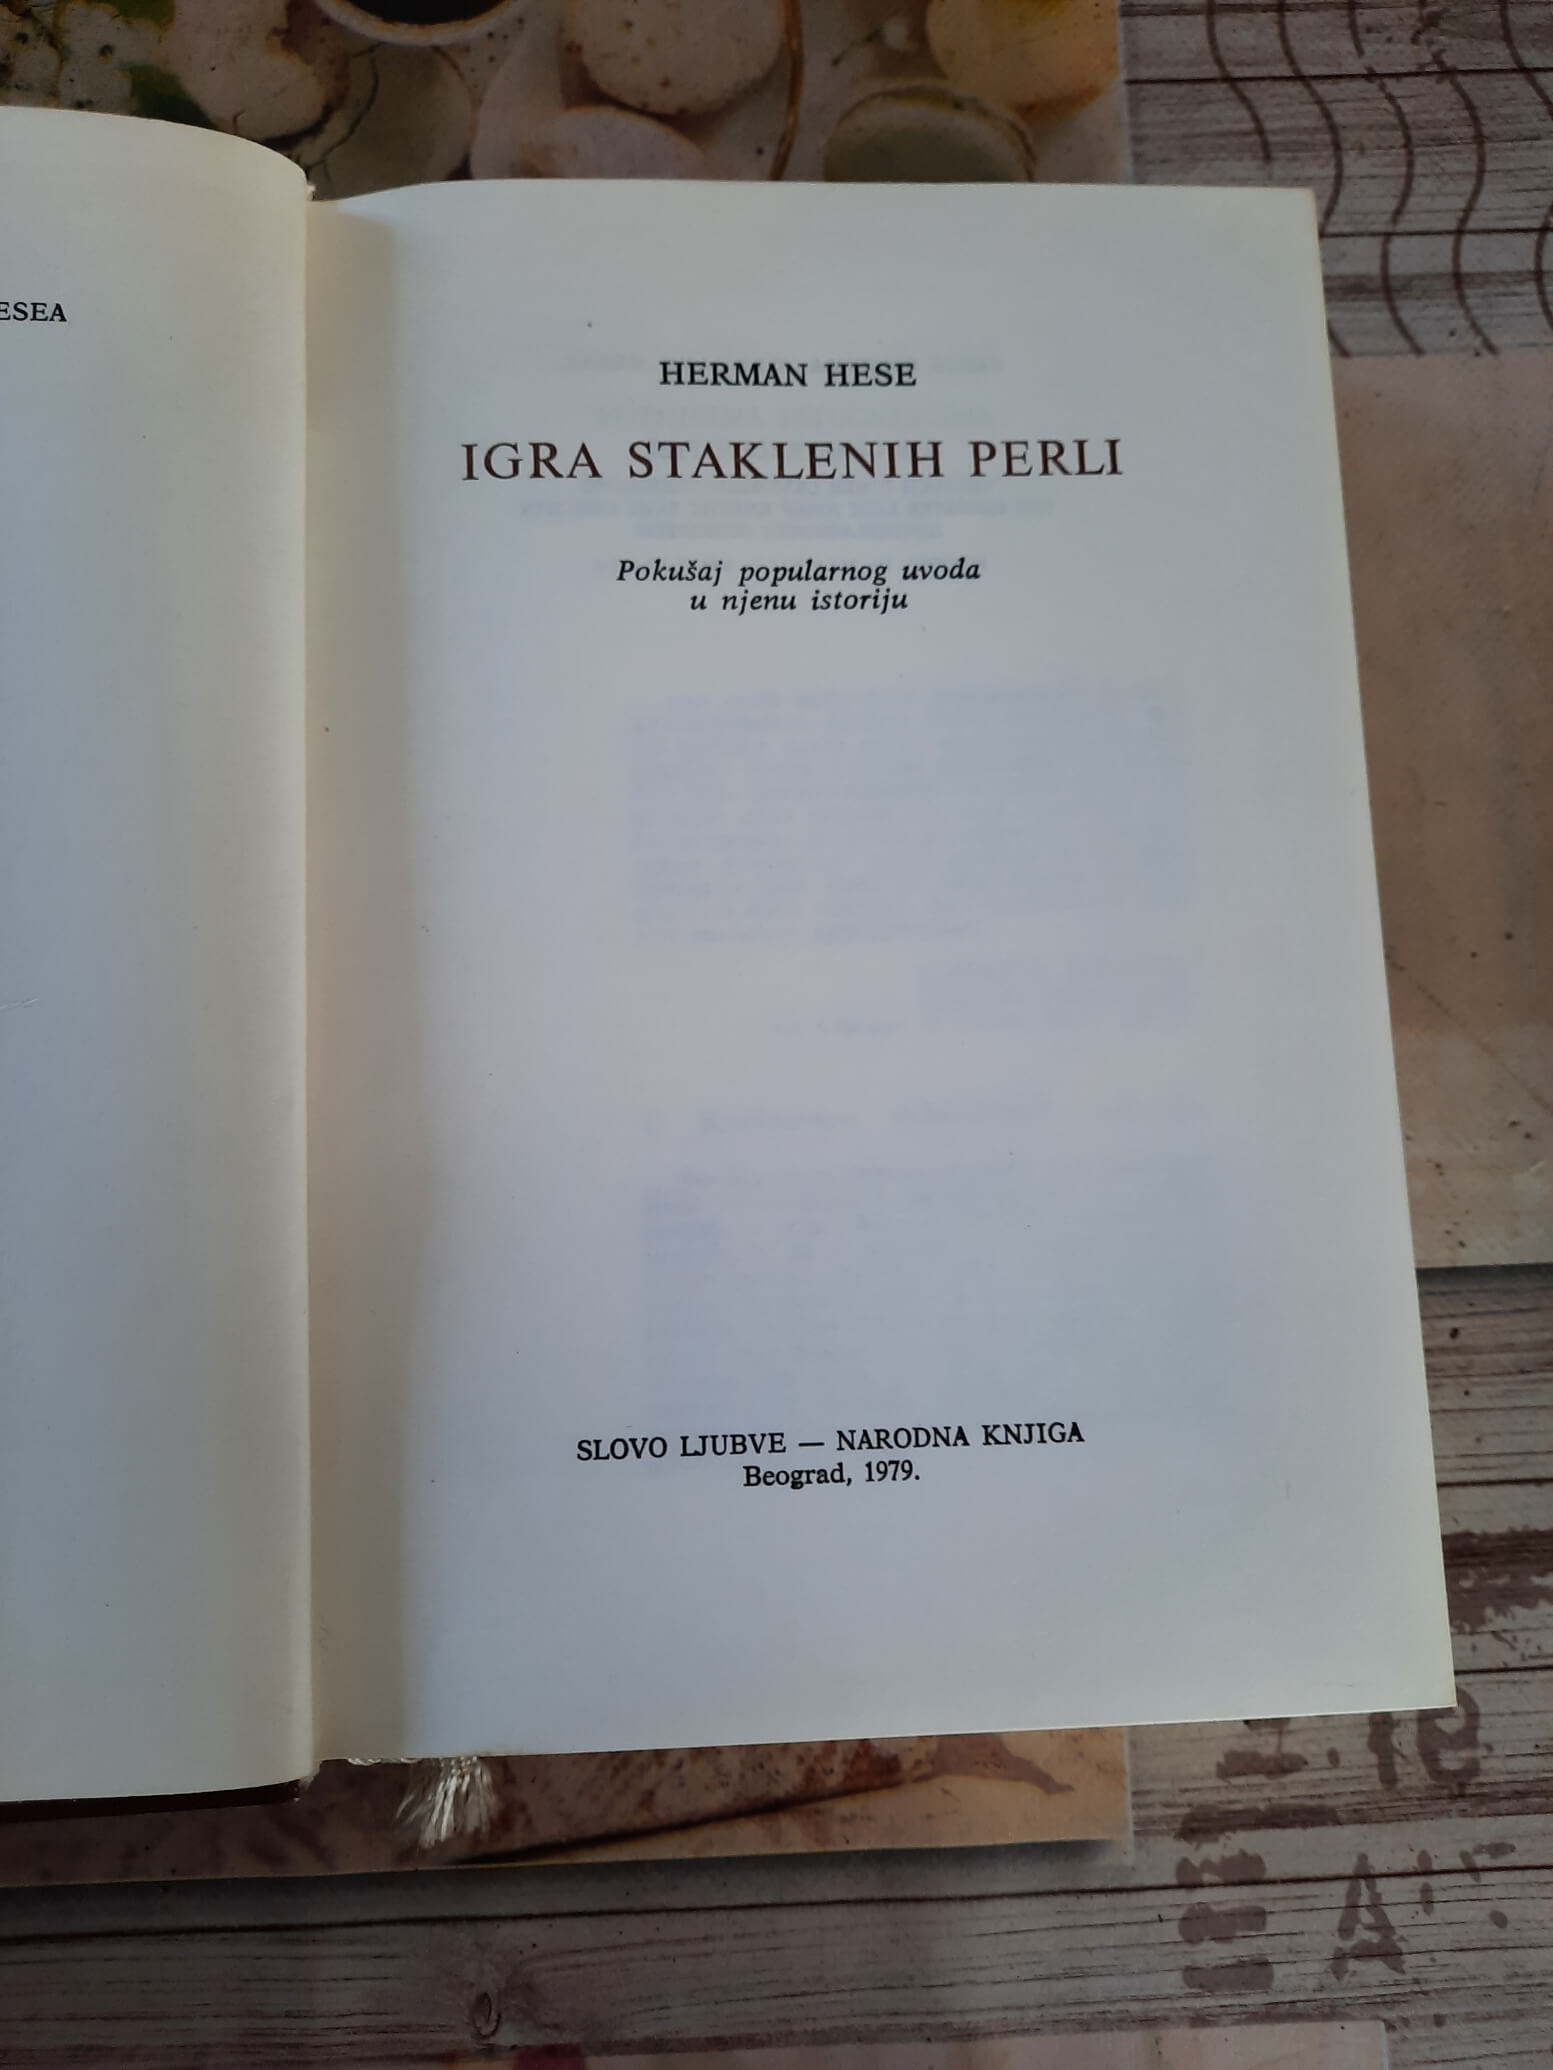 ESEA
HERMAN HESE
IGRA STAKLENIH PERLI
Pokušaj popularnog uvoda
u njenu istoriju
SLOVO LJUBVE — NARODNA KNJIGA
Beograd, 1979.